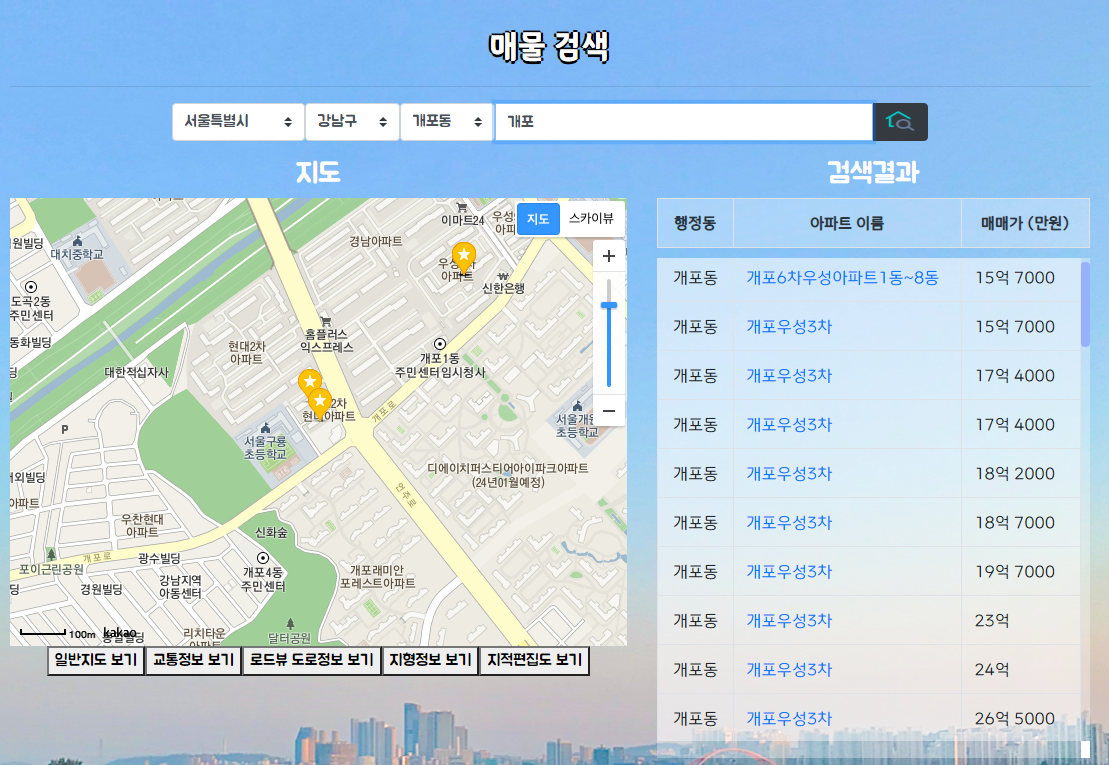 매물 검색
서울특별시
강남구
개포동
개포
지도
검색결과
지도
스카이뷰
이마트24
경남아파트
대치중학교
아파트
신한은행
도곡2동
주민센터
동화빌딩
홈플러스
익스프레스
현대2차
아파트
개포1동
주민센터임시청사
대한적십자사
P
개포로
서울구룡
초등학교
서울개원
초등학교
디에이치퍼스티어아이파크아파트
(24년01월예정)
언주로
아파트
우찬현대
아파트
신화숲
개포로
광수빌딩
포이근린공원
개포4동
주민센터
강남지역
아동센터
경원빌딩
개포래미안
포레스트아파트
100m
kakao
리치타운
아파트
달터공원
일반지도 보기
교통정보 보기
로드뷰 도로정보 보기
지형정보 보기
지적편집도 보기
행정동 아파트 이름 매매가 (만원)
개포동 개포6차우성아파트1동~8동 15억 7000
개포동 개포우성3차 15억 7000
개포동 개포우성3차 17억 4000
개포동 개포우성3차 17억 4000
개포동 개포우성3차 18억 2000
개포동 개포우성3차 18억 7000
개포동 개포우성3차 19억 7000
개포동 개포우성3차 23억
개포동 개포우성3차 24억
개포동 개포우성3차 26억 5000